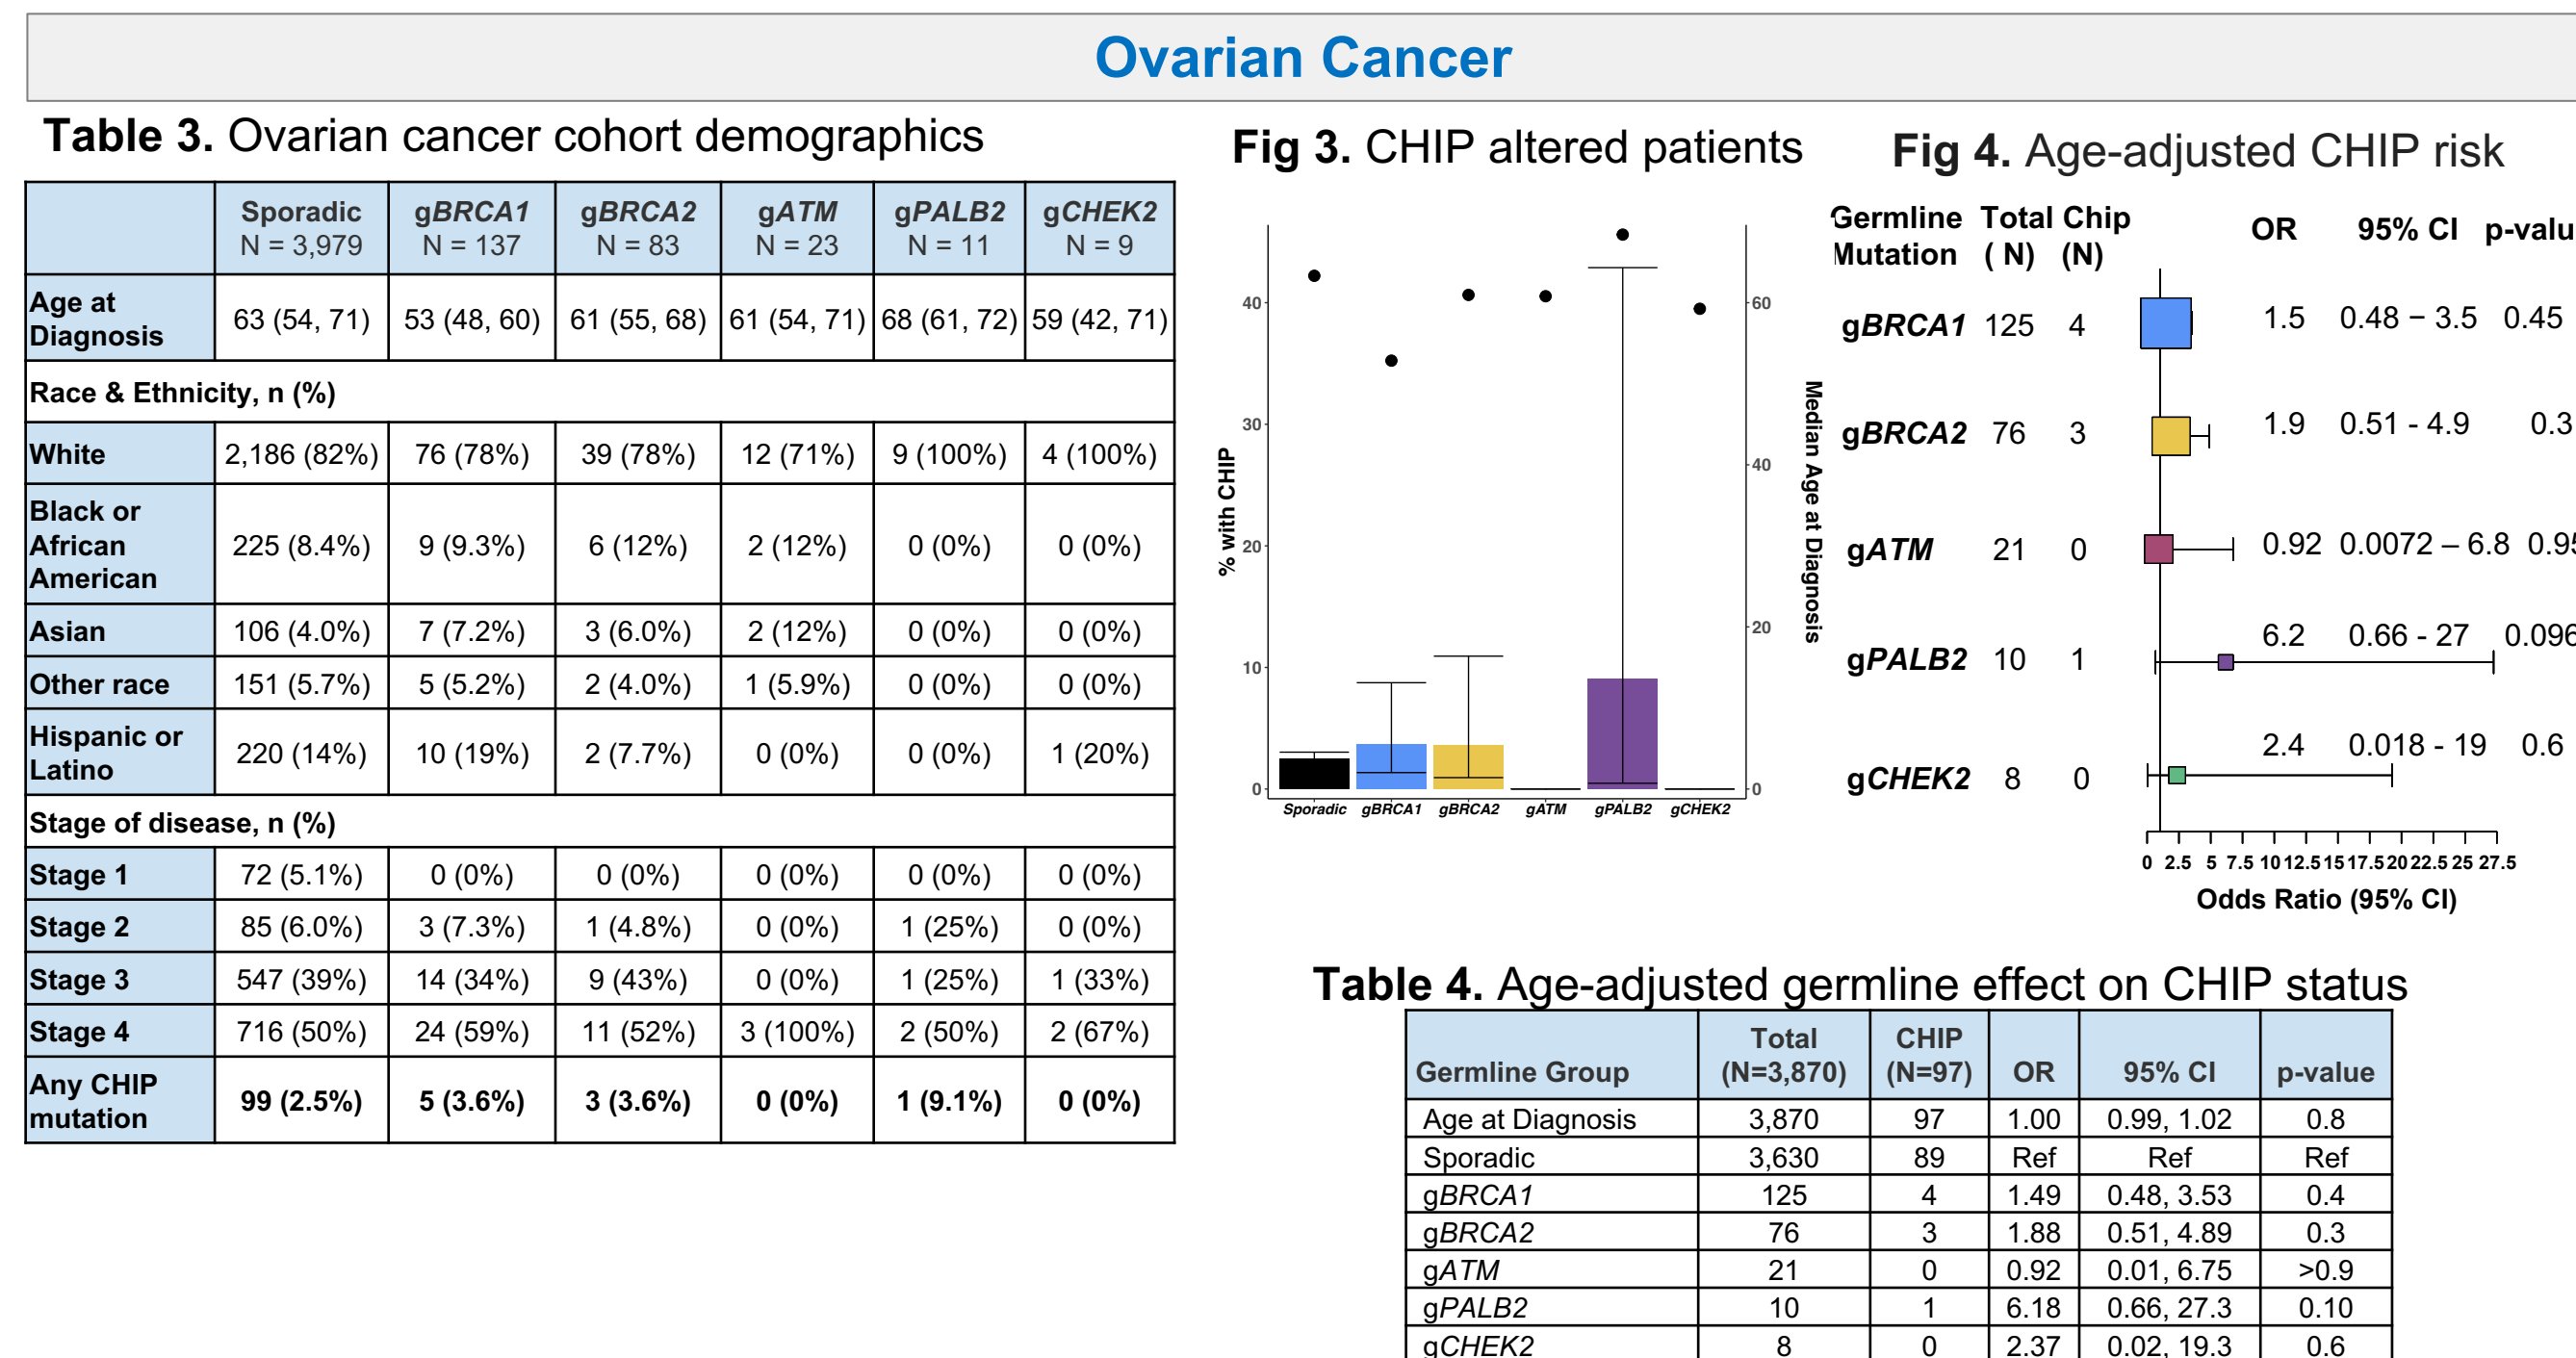 Ovarian Cancer
Table 3. Ovarian cancer cohort demographics
Sporadic N = 3,979 gBRCA1 N = 137 gBRCA2 N = 83 gATM N = 23 gPALB2 N = 11 gCHEK2 N = 9
Age at Diagnosis 63 (54, 71) 53 (48, 60) 61 (55, 68) 61 (54, 71) 68 (61, 72) 59 (42, 71)
Race & Ethnicity, n (%)
White 2,186 (82%) 76 (78%) 39 (78%) 12 (71%) 9 (100%) 4 (100%)
Black or African American 225 (8.4%) 9 (9.3%) 6 (12%) 2 (12%) 0 (0%) 0 (0%)
Asian 106 (4.0%) 7 (7.2%) 3 (6.0%) 2 (12%) 0 (0%) 0 (0%)
Other race 151 (5.7%) 5 (5.2%) 2 (4.0%) 1 (5.9%) 0 (0%) 0 (0%)
Hispanic or Latino 220 (14%) 10 (19%) 2 (7.7%) 0 (0%) 0 (0%) 1 (20%)
Stage of disease, n (%)
Stage 1 72 (5.1%) 0 (0%) 0 (0%) 0 (0%) 0 (0%) 0 (0%)
Stage 2 85 (6.0%) 3 (7.3%) 1 (4.8%) 0 (0%) 1 (25%) 0 (0%)
Stage 3 547 (39%) 14 (34%) 9 (43%) 0 (0%) 1 (25%) 1 (33%)
Stage 4 716 (50%) 24 (59%) 11 (52%) 3 (100%) 2 (50%) 2 (67%)
Any CHIP mutation 99 (2.5%) 5 (3.6%) 3 (3.6%) 0 (0%) 1 (9.1%) 0 (0%)
Fig 3. CHIP altered patients
% with CHIP
40
30
20
10
0
60
40
20
0
Median Age at Diagnosis
Sporadic gBRCA1 gBRCA2 gATM gPALB2 gCHEK2
Fig 4. Age-adjusted CHIP risk
Germline Total Chip
Mutation ( N) (N) OR 95% CI p-valu
gBRCA1 125 4 1.5 0.48 – 3.5 0.45
gBRCA2 76 3 1.9 0.51 - 4.9 0.3
gATM 21 0 0.92 0.0072 – 6.8 0.95
gPALB2 10 1 6.2 0.66 - 27 0.096
gCHEK2 8 0 2.4 0.018 - 19 0.6
0 2.5 5 7.5 10 12.5 15 17.5 20 22.5 25 27.5
Odds Ratio (95% CI)
Table 4. Age-adjusted germline effect on CHIP status
Germline Group Total (N=3,870) CHIP (N=97) OR 95% CI p-value
Age at Diagnosis 3,870 97 1.00 0.99, 1.02 0.8
Sporadic 3,630 89 Ref Ref Ref
gBRCA1 125 4 1.49 0.48, 3.53 0.4
gBRCA2 76 3 1.88 0.51, 4.89 0.3
gATM 21 0 0.92 0.01, 6.75 >0.9
gPALB2 10 1 6.18 0.66, 27.3 0.10
gCHEK2 8 0 2.37 0.02, 19.3 0.6